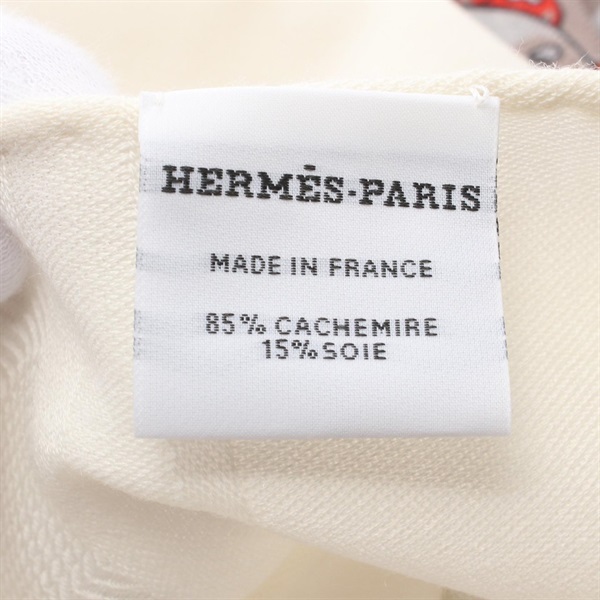 HERMÈS-PARIS
MADE IN FRANCE
85% CACHEMIRE
15% SOIE